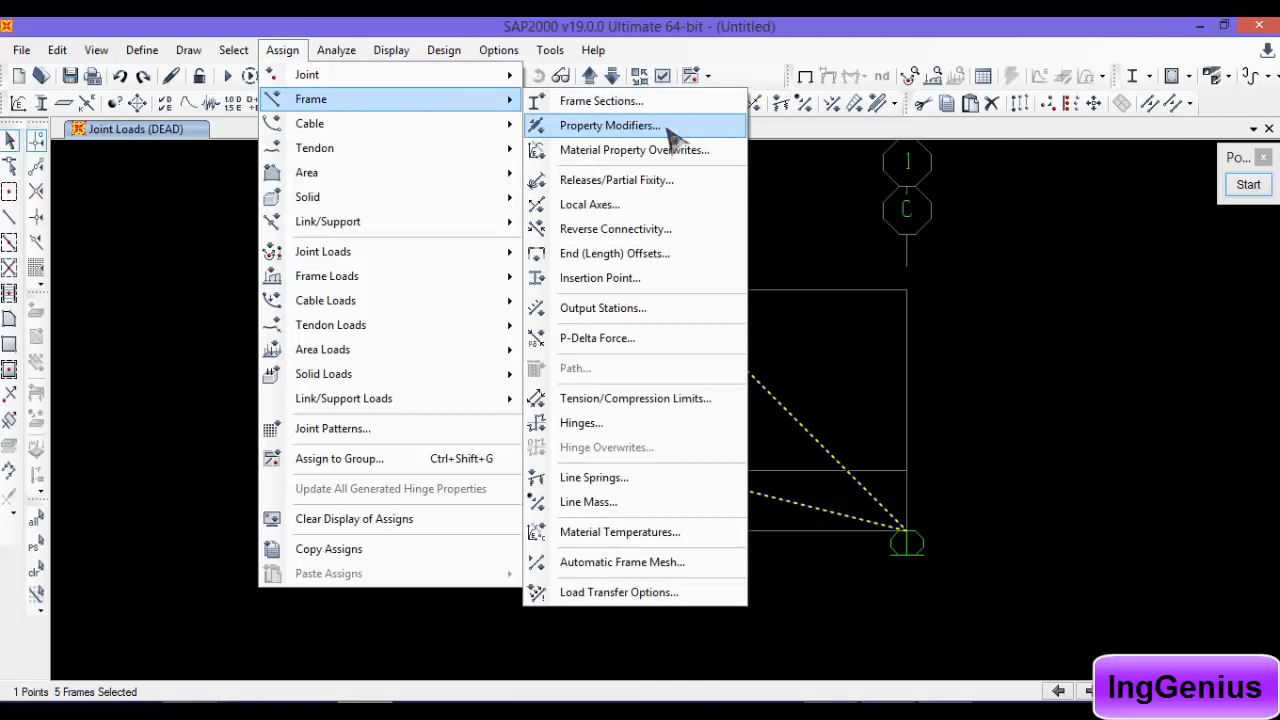 SAP2000 v19.0.0 Ultimate 64-bit - (Untitled)
File Edit View Define Draw Select Assign Analyze Display Design Options Tools Help
nd
Joint Loads (DEAD)
Joint
Frame
Cable
Tendon
Area
Solid
Link/Support
Joint Loads
Frame Loads
Cable Loads
Tendon Loads
Area Loads
Solid Loads
Link/Support Loads
Joint Patterns...
Assign to Group... Ctrl+Shift+G
Update All Generated Hinge Properties
Clear Display of Assigns
Copy Assigns
Paste Assigns
Frame Sections...
Property Modifiers...
Material Property Overwrites...
Releases/Partial Fixity...
Local Axes...
Reverse Connectivity...
End (Length) Offsets...
Insertion Point...
Output Stations...
P-Delta Force...
Path...
Tension/Compression Limits...
Hinges...
Hinge Overwrites...
Line Springs...
Line Mass...
Material Temperatures...
Automatic Frame Mesh...
Load Transfer Options...
1
C
Po...
Start
all
PS
clr
1 Points 5 Frames Selected
IngGenius